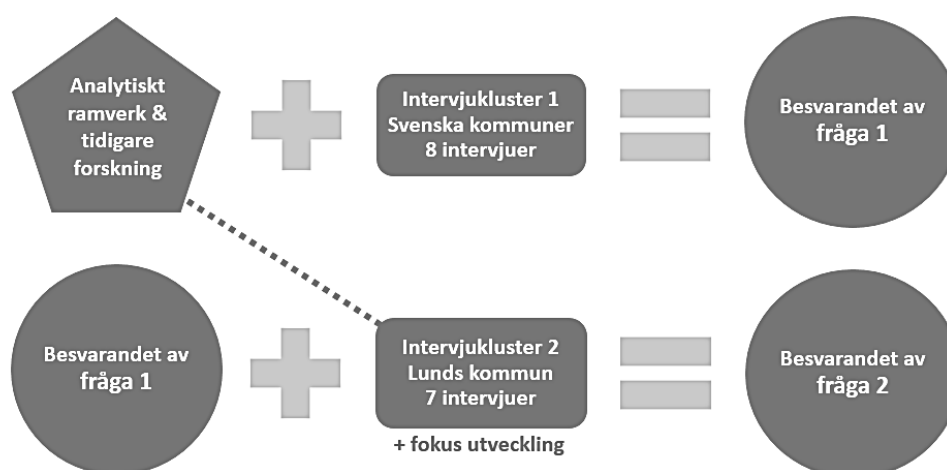 Analytiskt
ramverk &
tidigare
forskning
Intervjukluster 1
Svenska kommuner
8 intervjuer
Besvarandet av
fråga 1
Besvarandet av
fråga 1
Intervjukluster 2
Lunds kommun
7 intervjuer
+ fokus utveckling
Besvarandet av
fråga 2